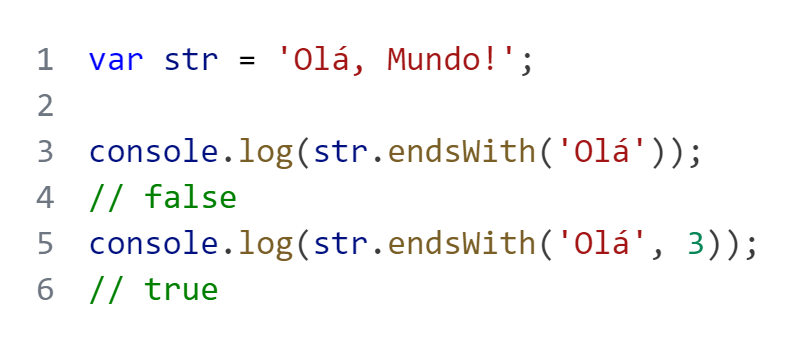 1 var str = 'Olá, Mundo!';
2
3 console.log(str.endsWith('Olá'));
4 // false
5 console.log(str.endsWith('Olá', 3));
6 // true